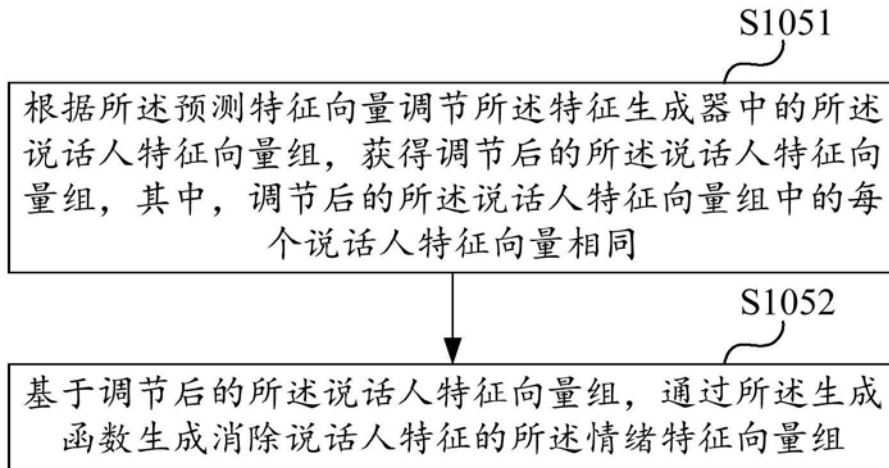 S1051
根据所述预测特征向量调节所述特征生成器中的所述
说话人特征向量组，获得调节后的所述说话人特征向
量组，其中，调节后的所述说话人特征向量组中的每
个说话人特征向量相同
S1052
基于调节后的所述说话人特征向量组，通过所述生成
函数生成消除说话人特征的所述情绪特征向量组